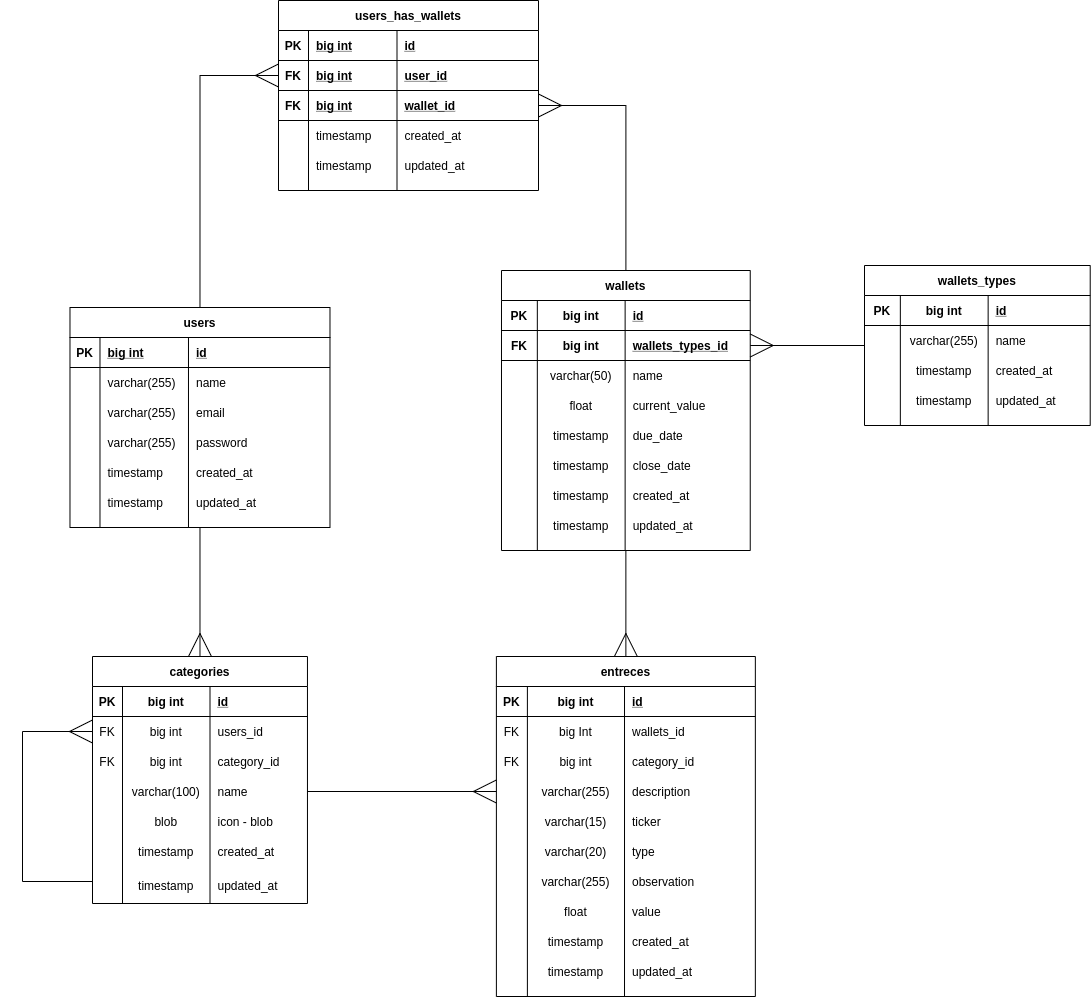 users_has_wallets
PK big int id
FK big int user_id
FK big int wallet_id
timestamp created_at
timestamp updated_at
wallets_types
PK big int id
varchar(255) name
timestamp created_at
timestamp updated_at
wallets
PK big int id
FK big int wallets_types_id
varchar(50) name
float current_value
timestamp due_date
timestamp close_date
timestamp created_at
timestamp updated_at
users
PK big int id
varchar(255) name
varchar(255) email
varchar(255) password
timestamp created_at
timestamp updated_at
categories
PK big int id
FK big int users_id
FK big int category_id
varchar(100) name
blob icon - blob
timestamp created_at
timestamp updated_at
entreces
PK big int id
FK big Int wallets_id
FK big int category_id
varchar(255) description
varchar(15) ticker
varchar(20) type
varchar(255) observation
float value
timestamp created_at
timestamp updated_at